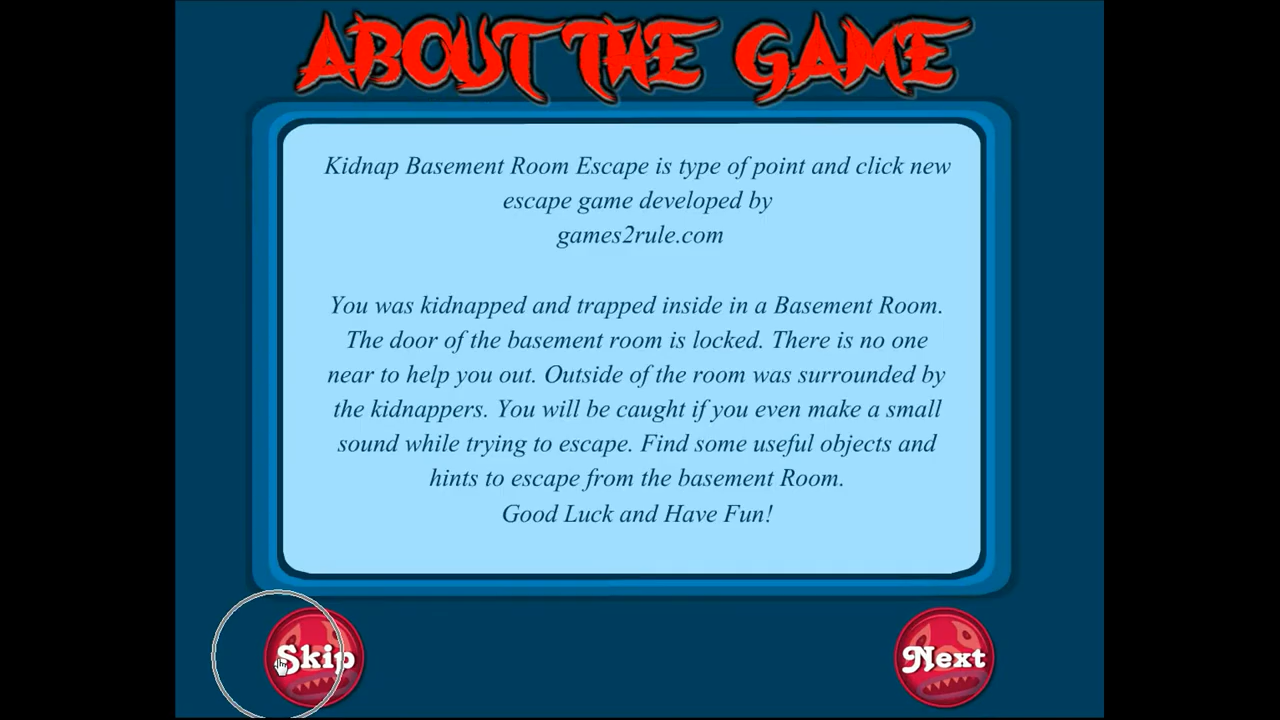 ABOUT THE GAME
Kidnap Basement Room Escape is type of point and click new
escape game developed by
games2rule.com
You was kidnapped and trapped inside in a Basement Room.
The door of the basement room is locked. There is no one
near to help you out. Outside of the room was surrounded by
the kidnappers. You will be caught if you even make a small
sound while trying to escape. Find some useful objects and
hints to escape from the basement Room.
Good Luck and Have Fun!
Skip
Next